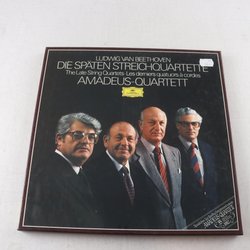 LUDWIG VAN BEETHOVEN
DIE SPÄTEN STREICHQUARTETTE
The Late String Quartets · Les derniers quatuors à cordes
AMADEUS-QUARTETT